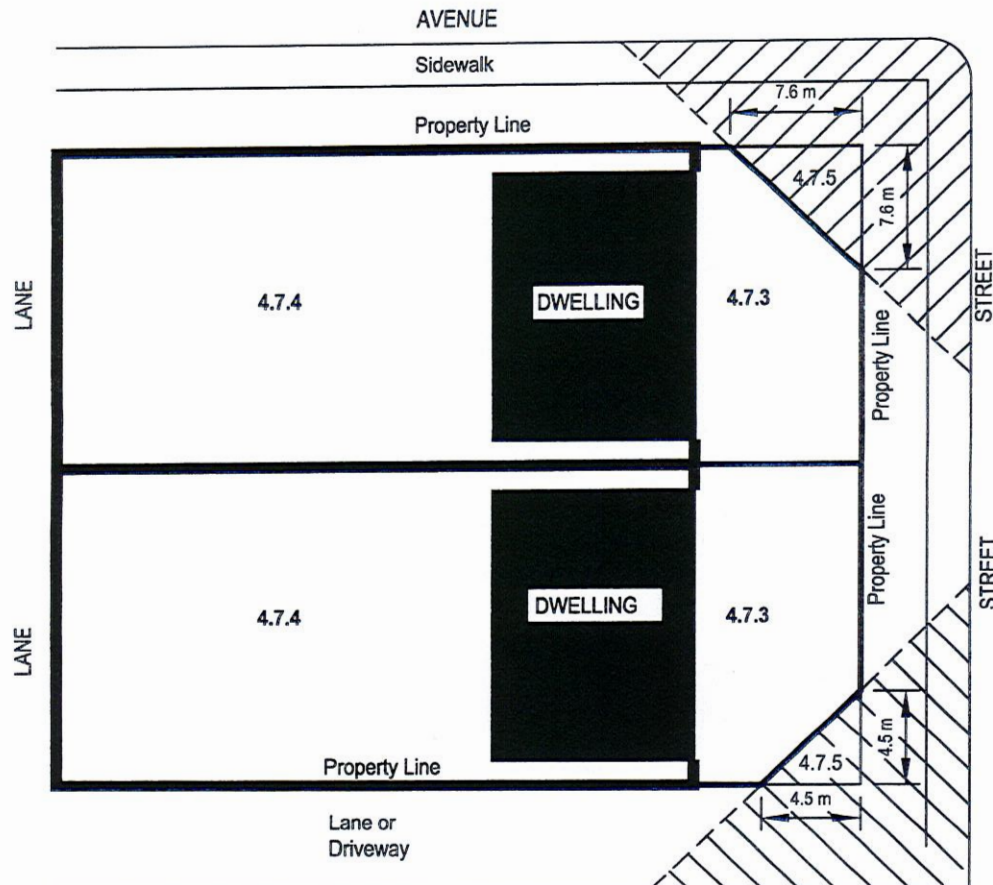 AVENUE
Sidewalk
7.6 m
Property Line
4.7.5
7.6 m
LANE
4.7.4
DWELLING
4.7.3
STREET
Property Line
Property Line
STREET
LANE
4.7.4
DWELLING
4.7.3
4.5 m
4.7.5
Property Line
4.5 m
Lane or
Driveway